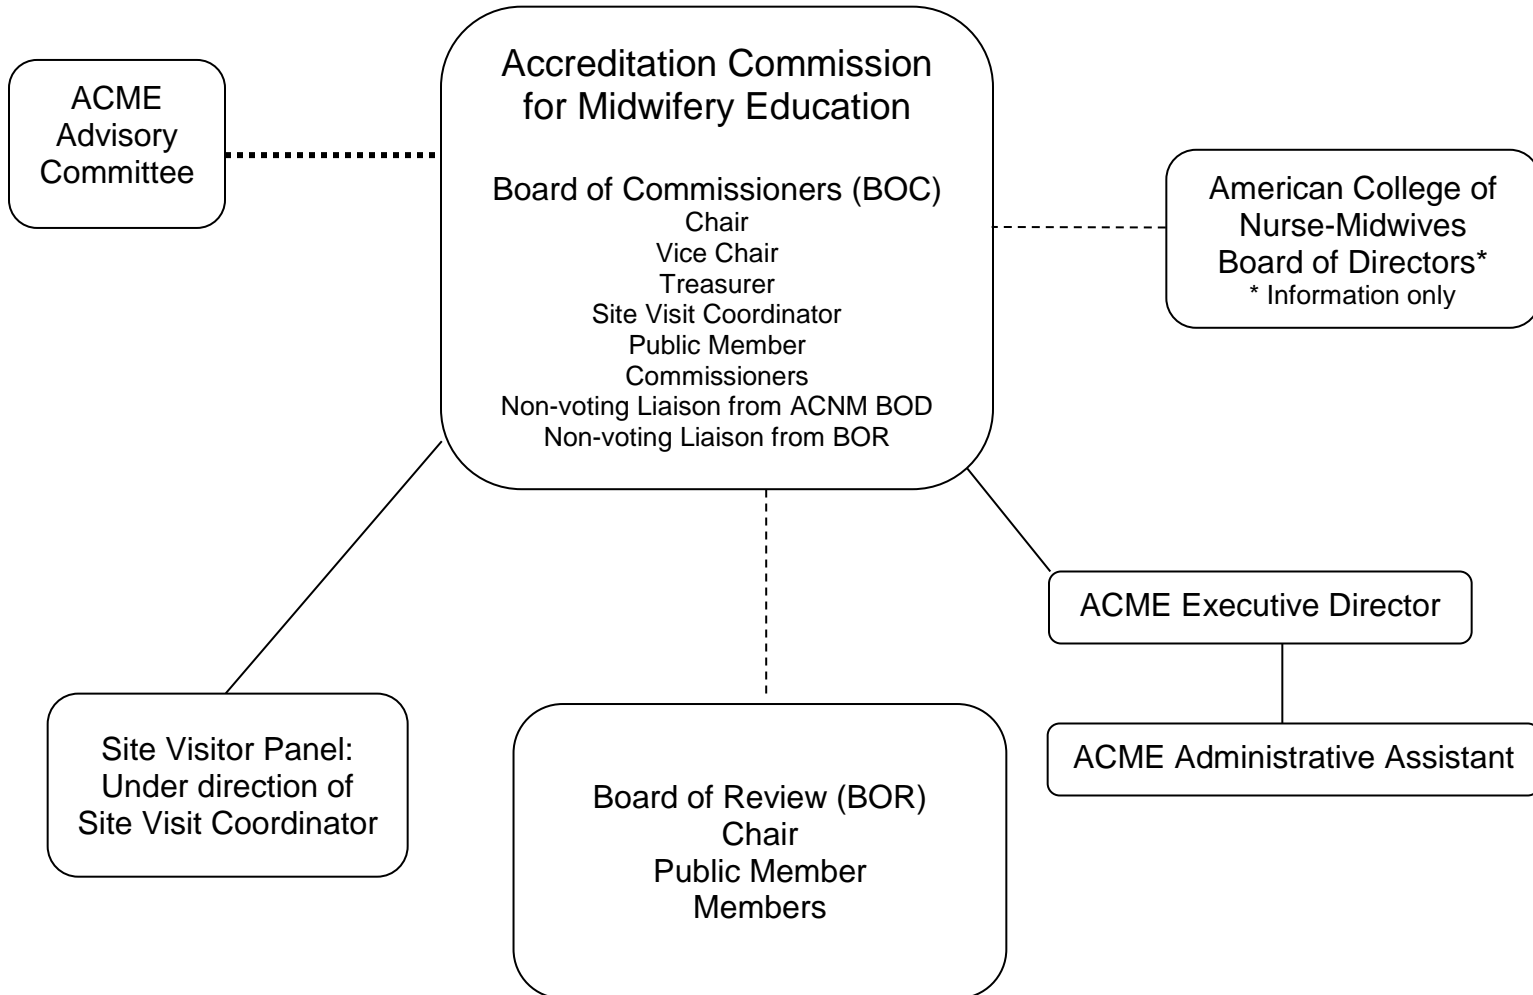 ACME
Advisory
Committee
Accreditation Commission
for Midwifery Education
Board of Commissioners (BOC)
Chair
Vice Chair
Treasurer
Site Visit Coordinator
Public Member
Commissioners
Non-voting Liaison from ACNM BOD
Non-voting Liaison from BOR
American College of
Nurse-Midwives
Board of Directors*
* Information only
ACME Executive Director
ACME Administrative Assistant
Site Visitor Panel:
Under direction of
Site Visit Coordinator
Board of Review (BOR)
Chair
Public Member
Members